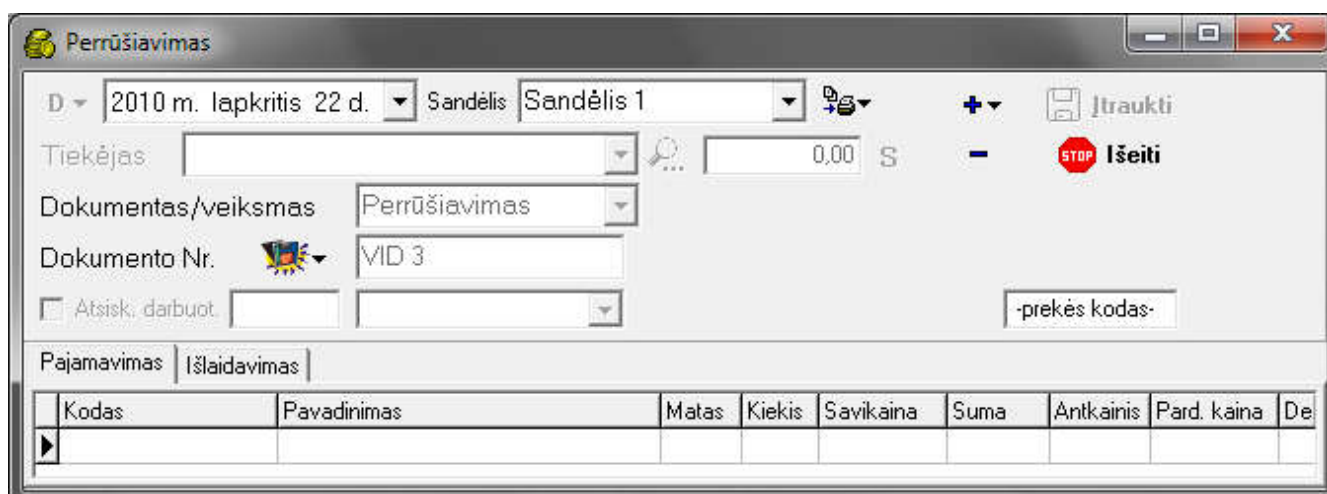 Perrūšiavimas
D 2010 m. lapkritis 22 d. Sandėlis Sandėlis 1 Įtraukti
Tiekėjas 0,00 S STOP Išeiti
Dokumentas/veiksmas Perrūšiavimas
Dokumento Nr. VID 3
Atsisk. darbuot. -prekės kodas-
Pajamavimas Išlaidavimas
Kodas Pavadinimas Matas Kiekis Savikaina Suma Antkainis Pard. kaina De